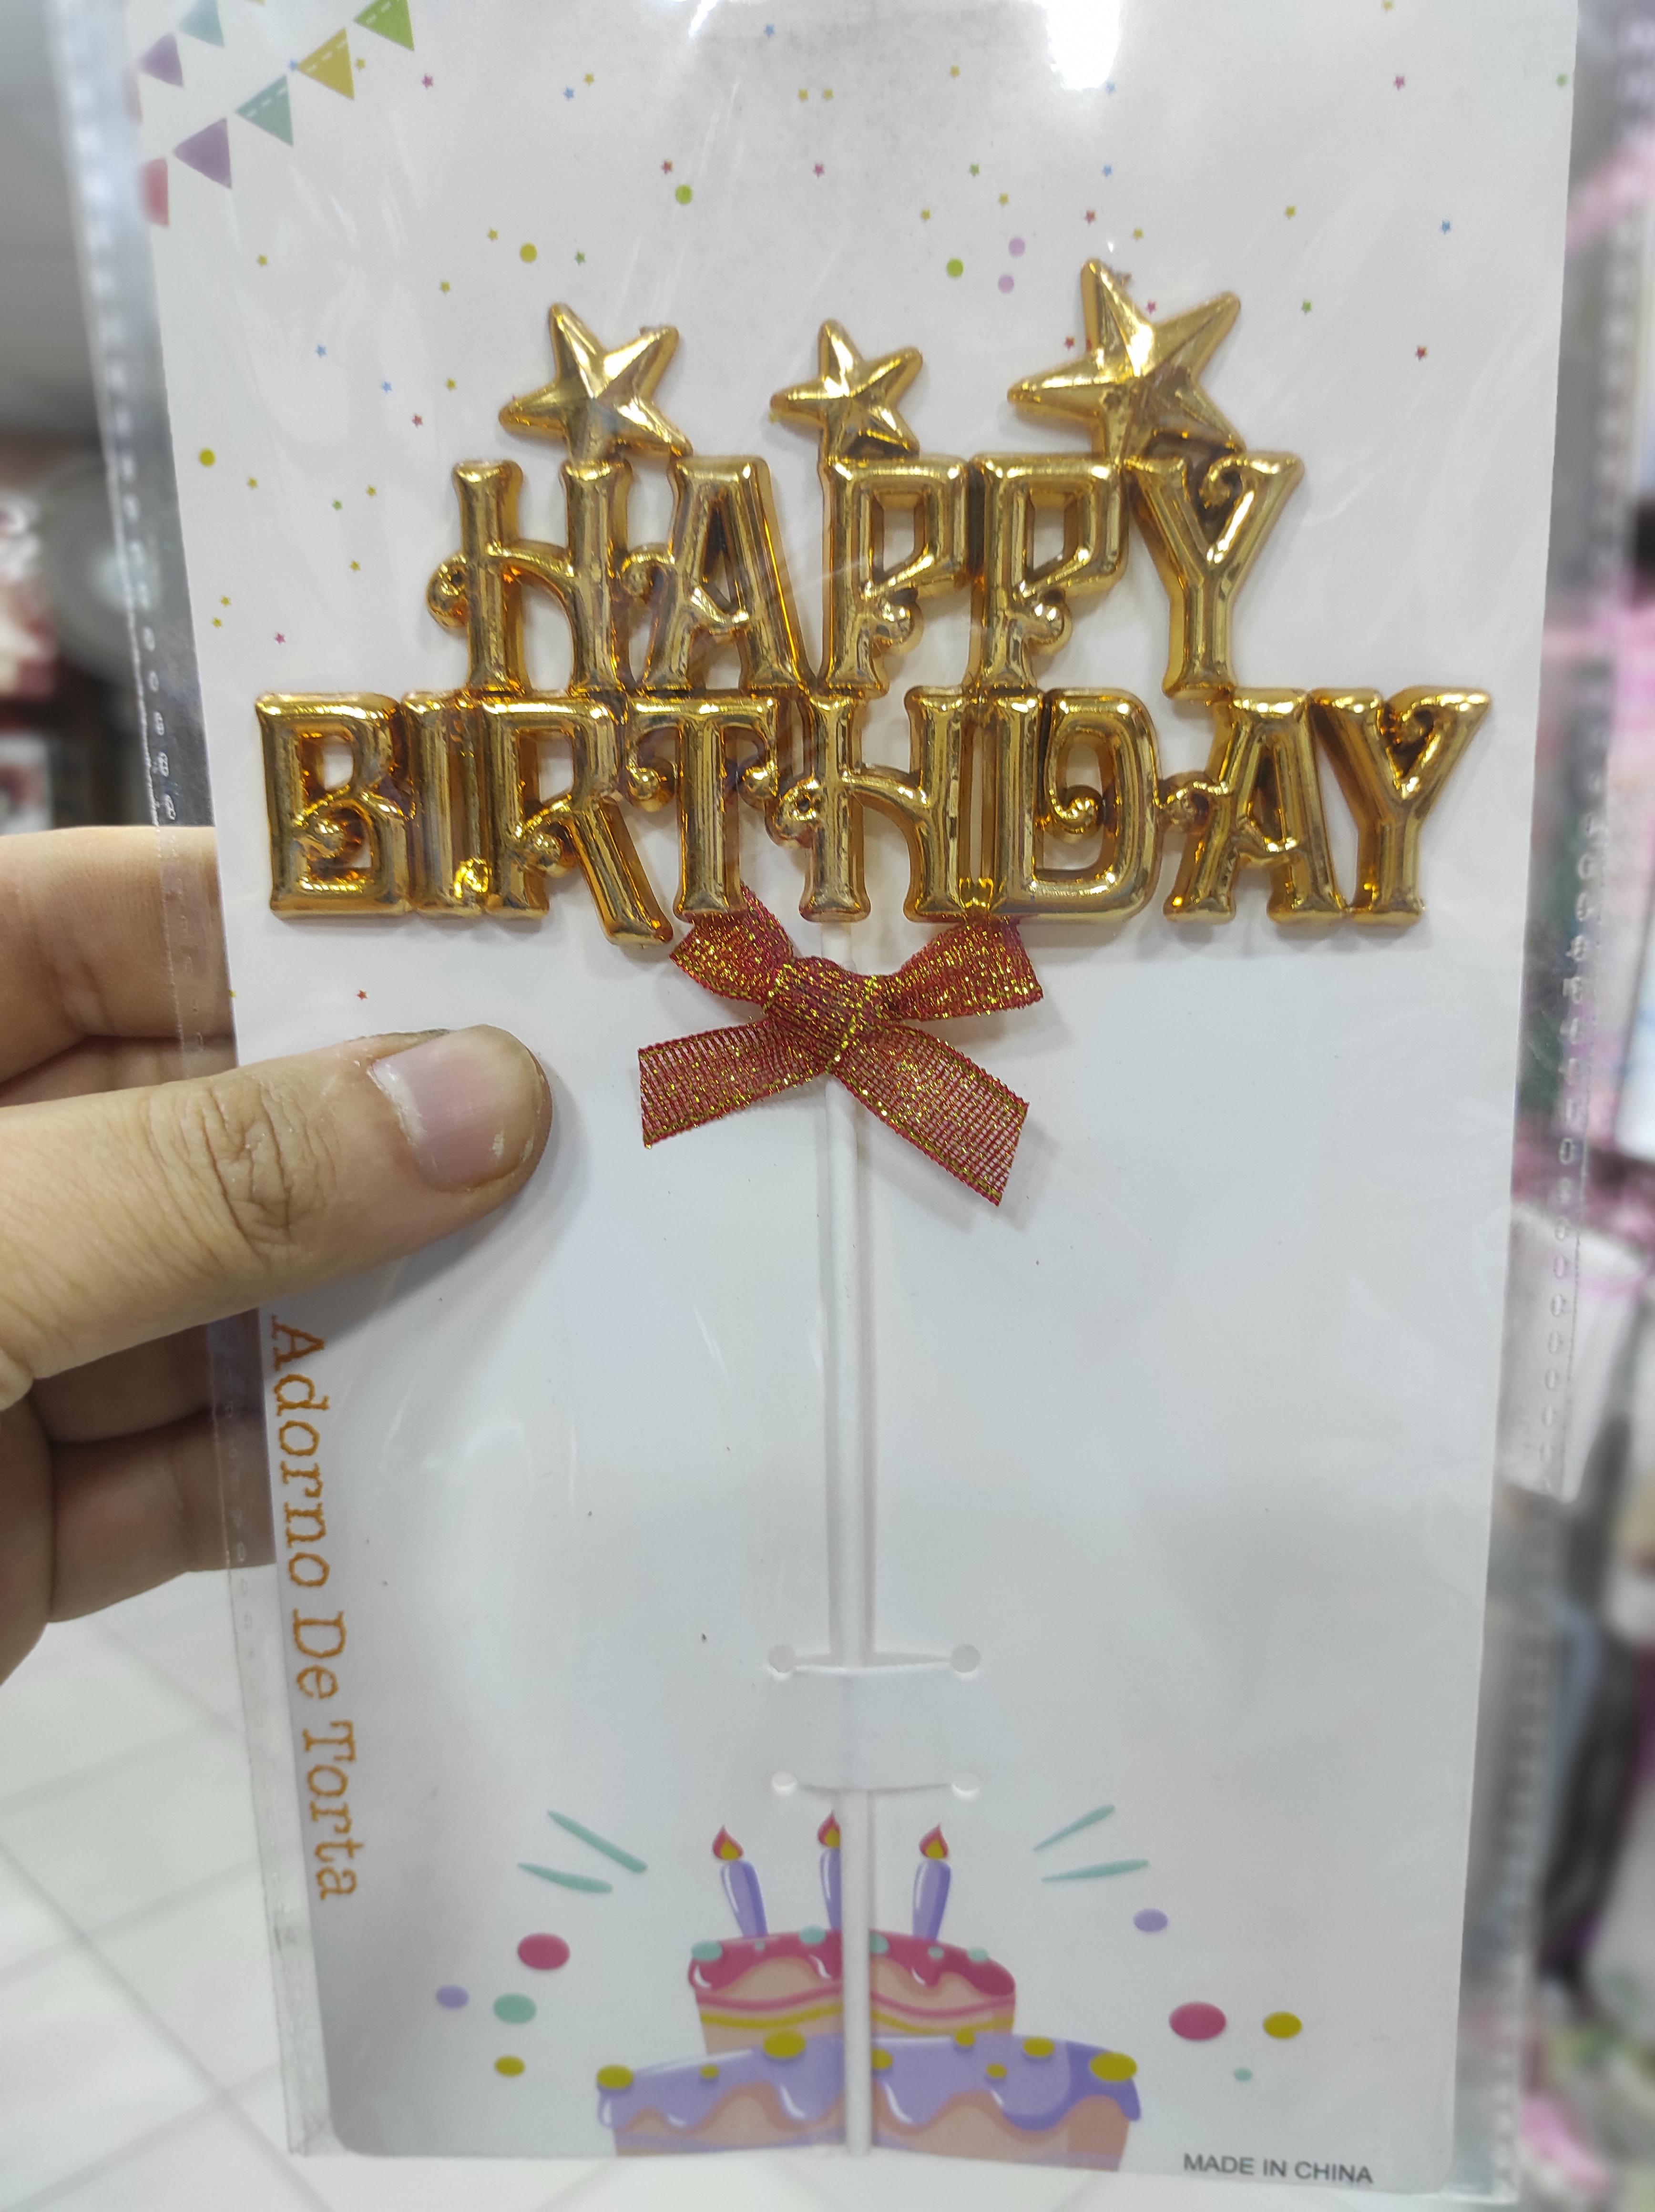 HAPPY
BIRTHDAY
Adorno De Torta
MADE IN CHINA